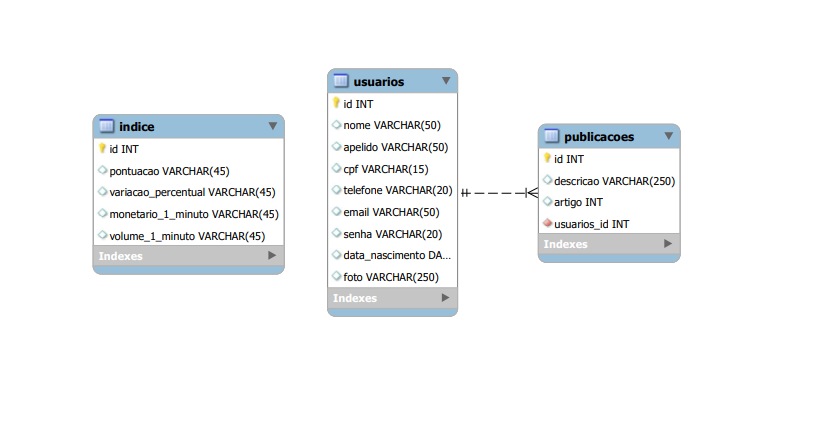 indice
id INT
pontuacao VARCHAR(45)
variacao_percentual VARCHAR(45)
monetario_1_minuto VARCHAR(45)
volume_1_minuto VARCHAR(45)
Indexes
usuarios
id INT
nome VARCHAR(50)
apelido VARCHAR(50)
cpf VARCHAR(15)
telefone VARCHAR(20)
email VARCHAR(50)
senha VARCHAR(20)
data_nascimento DA...
foto VARCHAR(250)
Indexes
publicacoes
id INT
descricao VARCHAR(250)
artigo INT
usuarios_id INT
Indexes